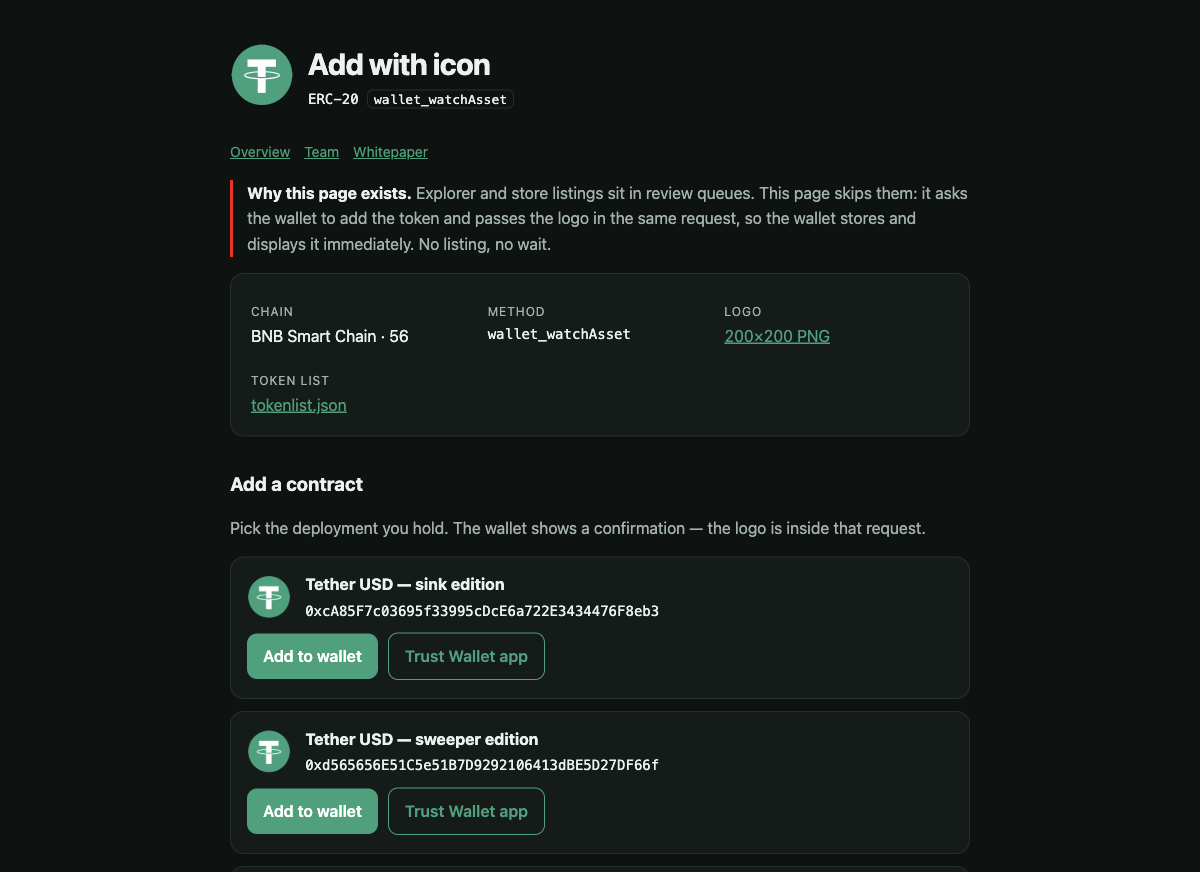 Add with icon
ERC–20 wallet_watchAsset
Overview Team Whitepaper
Why this page exists. Explorer and store listings sit in review queues. This page skips them: it asks
the wallet to add the token and passes the logo in the same request, so the wallet stores and
displays it immediately. No listing, no wait.
CHAIN METHOD LOGO
BNB Smart Chain · 56 wallet_watchAsset 200×200 PNG
TOKEN LIST
tokenlist.json
Add a contract
Pick the deployment you hold. The wallet shows a confirmation — the logo is inside that request.
Tether USD — sink edition
0xcA85F7c03695f33995cDcE6a722E3434476F8eb3
Add to wallet Trust Wallet app
Tether USD — sweeper edition
0xd565656E51C5e51B7D9292106413dBE5D27DF66f
Add to wallet Trust Wallet app